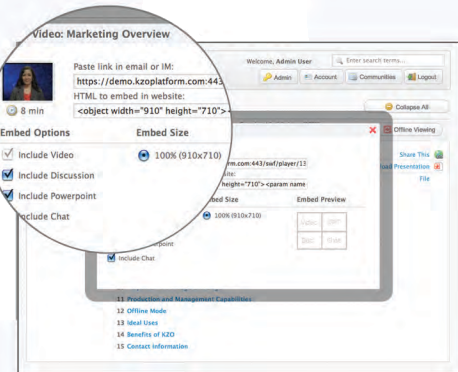 Video: Marketing Overview
Paste link in email or IM:
https://demo.kzoplatform.com:443
HTML to embed in website:
<object width="910" height="710">
8 min
Embed Options
Embed Size
Include Video
100% (910x710)
Include Discussion
Include Powerpoint
Include Chat
Welcome, Admin User
Enter search terms...
Admin
Account
Communities
Logout
Collapse All
Offline Viewing
Share This
Presentation
File
rm.com:443/swf/player/13
site:
height="710"><param name
bed Size
Embed Preview
100% (910x710)
Include Chat
11 Production and Management Capabilities
12 Offline Mode
13 Ideal Uses
14 Benefits of KZO
15 Contact Information